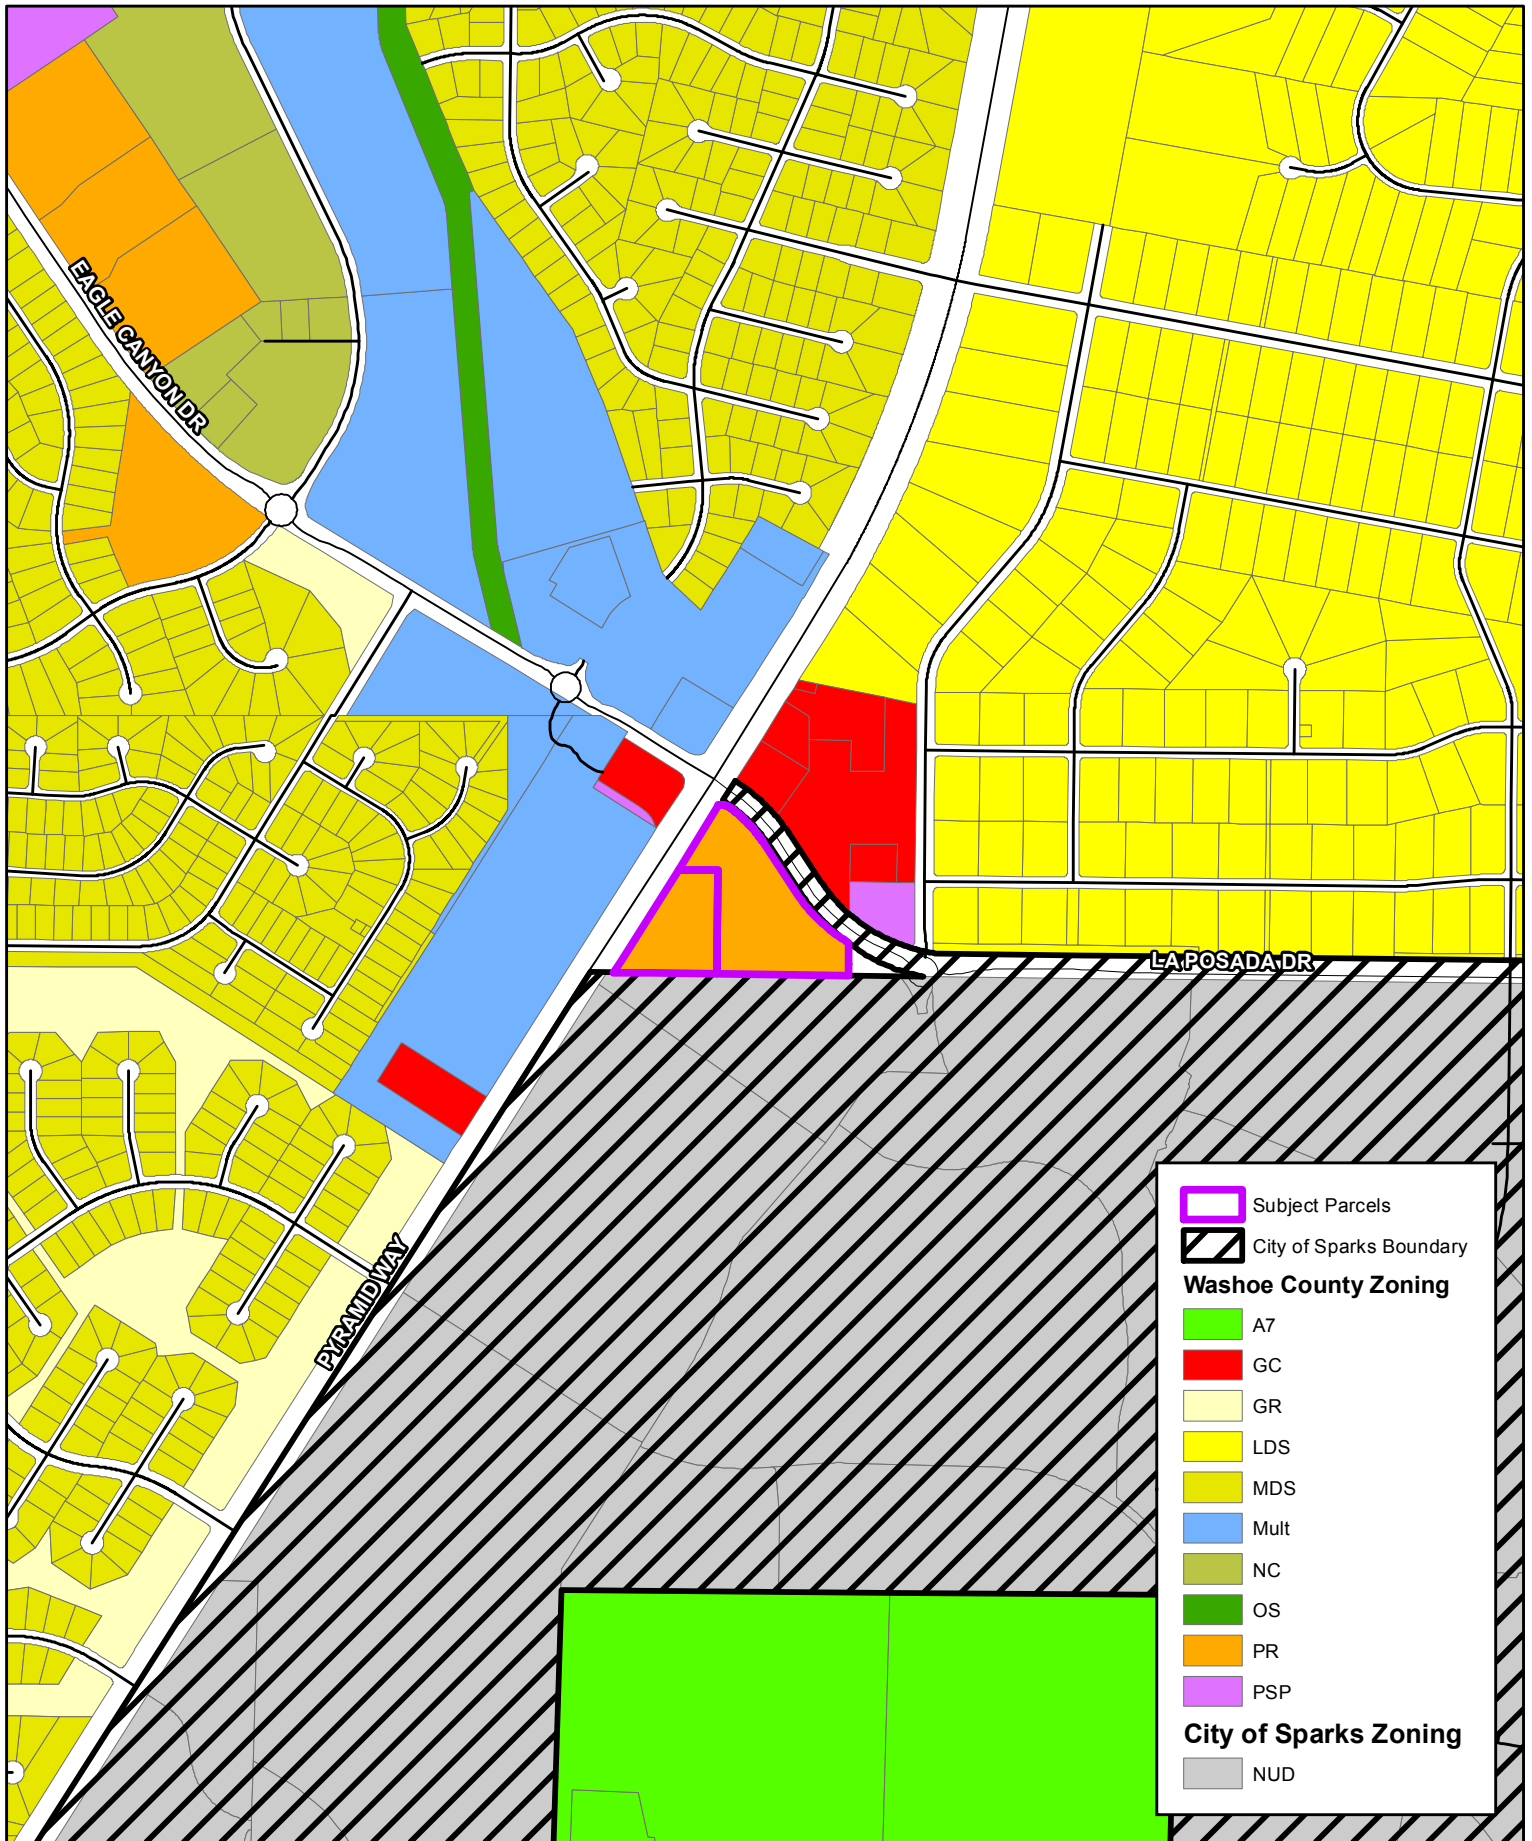 EAGLE CANYON DR
LA POSADA DR
PYRAMID WAY
Subject Parcels
City of Sparks Boundary
Washoe County Zoning
A7
GC
GR
LDS
MDS
Mult
NC
OS
PR
PSP
City of Sparks Zoning
NUD